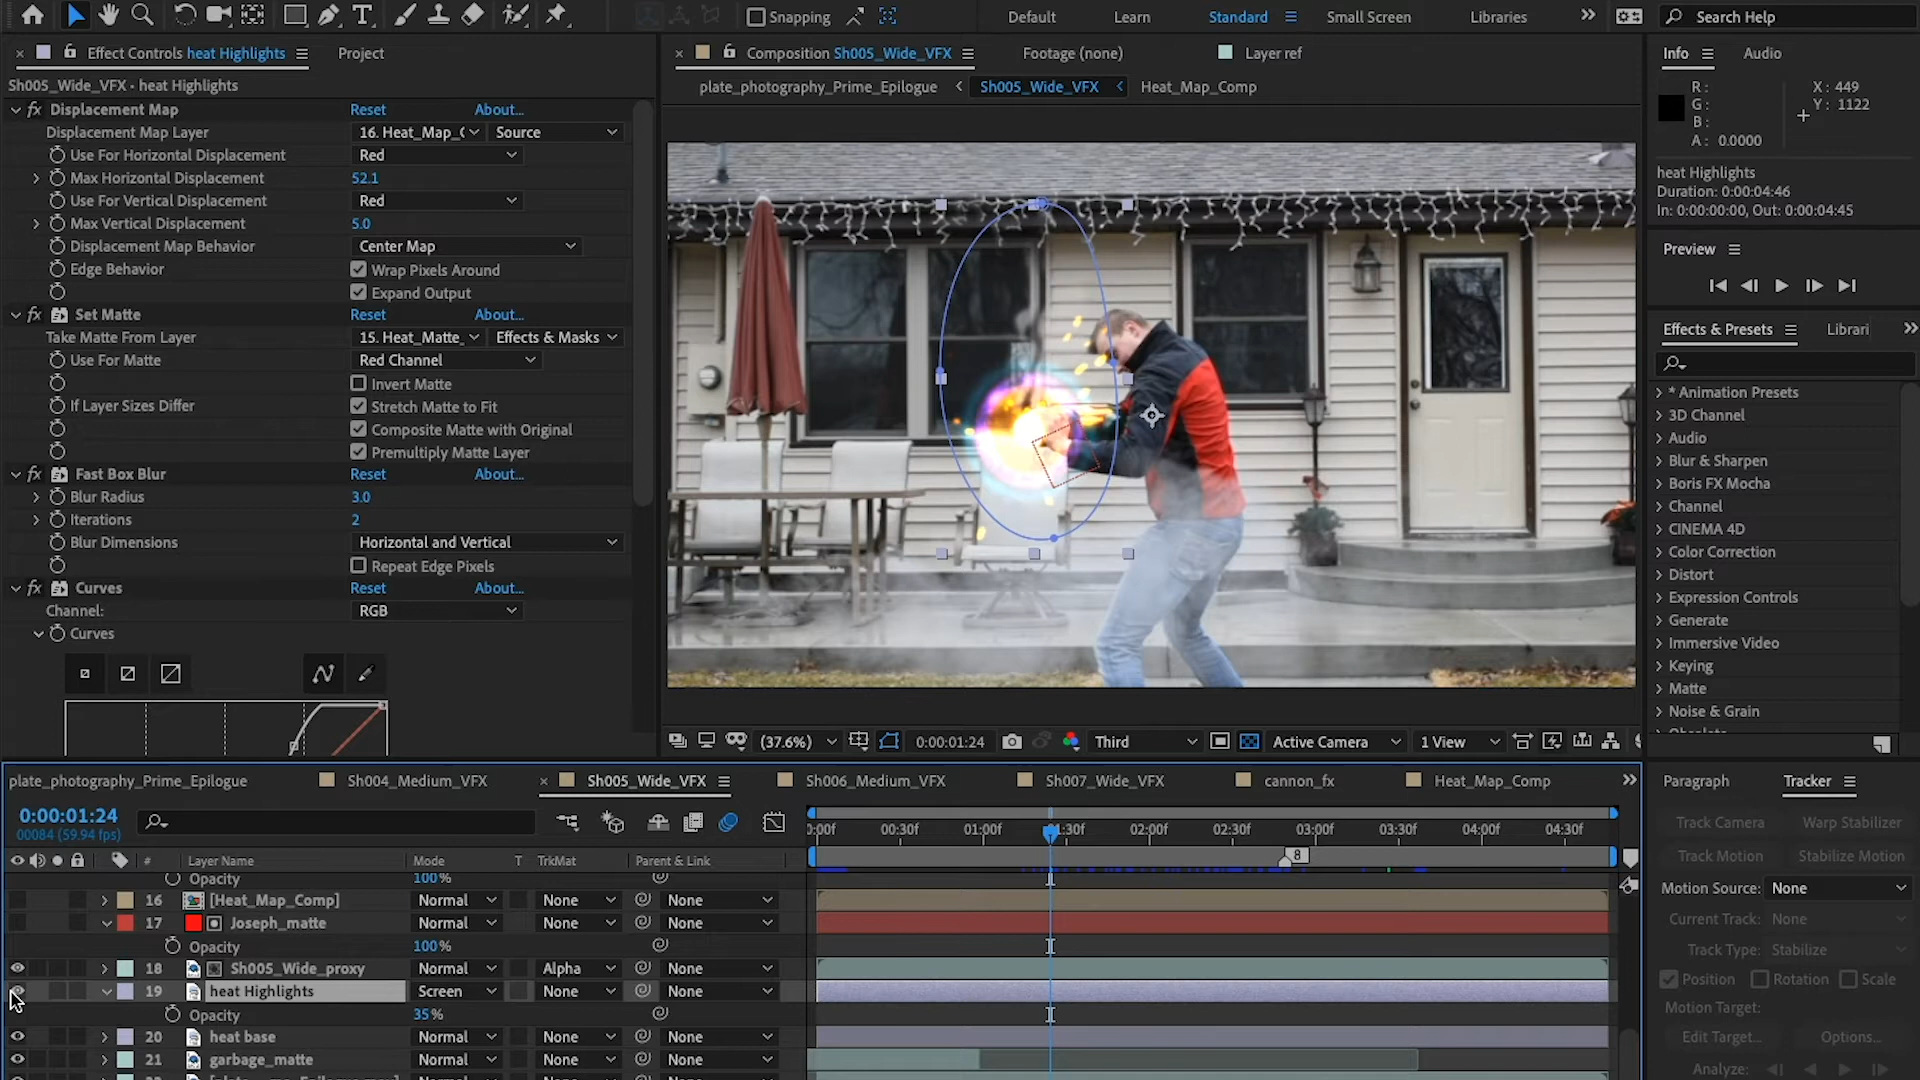 Snapping
Default
Learn
Standard
Small Screen
Libraries
Search Help
Effect Controls heat Highlights
Project
Composition Sh005_Wide_VFX
Footage (none)
Layer ref
Info
Audio
Sh005_Wide_VFX • heat Highlights
plate_photography_Prime_Epilogue
Sh005_Wide_VFX
Heat_Map_Comp
R:
G:
B:
A: 0.0000
X: 449
Y: 1122
heat Highlights
Duration: 0:00:04:46
In: 0:00:00:00, Out: 0:00:04:45
Preview
Effects & Presets
Librari
fx Displacement Map Reset About...
Displacement Map Layer 16. Heat_Map_( Source
Use For Horizontal Displacement Red
Max Horizontal Displacement 52.1
Use For Vertical Displacement Red
Max Vertical Displacement 5.0
Displacement Map Behavior Center Map
Edge Behavior Wrap Pixels Around
Expand Output
fx Set Matte Reset About...
Take Matte From Layer 15. Heat_Matte_ Effects & Masks
Use For Matte Red Channel
Invert Matte
If Layer Sizes Differ Stretch Matte to Fit
Composite Matte with Original
Premultiply Matte Layer
fx Fast Box Blur Reset About...
Blur Radius 3.0
Iterations 2
Blur Dimensions Horizontal and Vertical
Repeat Edge Pixels
fx Curves Reset About...
Channel: RGB
Curves
* Animation Presets
3D Channel
Audio
Blur & Sharpen
Boris FX Mocha
Channel
CINEMA 4D
Color Correction
Distort
Expression Controls
Generate
Immersive Video
Keying
Matte
Noise & Grain
(37.6%) 0:00:01:24 Third Active Camera 1 View
plate_photography_Prime_Epilogue
Sh004_Medium_VFX
Sh005_Wide_VFX
Sh006_Medium_VFX
Sh007_Wide_VFX
cannon_fx
Heat_Map_Comp
Paragraph
Tracker
0:00:01:24
00084 (59.94 fps)
0:00f 00:30f 01:00f 01:30f 02:00f 02:30f 03:00f 03:30f 04:00f 04:30f
8
# Layer Name Mode T TrkMat Parent & Link
Opacity 100%
16 [Heat_Map_Comp] Normal None None
17 Joseph_matte Normal None None
Opacity 100%
18 Sh005_Wide_proxy Normal Alpha None
19 heat Highlights Screen None None
Opacity 35%
20 heat base Normal None None
21 garbage_matte Normal None None
Track Camera
Warp Stabilizer
Track Motion
Stabilize Motion
Motion Source: None
Current Track: None
Track Type: Stabilize
Position Rotation Scale
Motion Target:
Edit Target... Options...
Analyze: